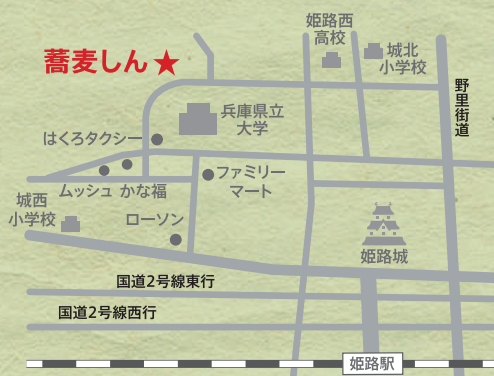 姫路西
高校
城北
小学校
蕎麦しん★
野里街道
兵庫県立
大学
はくろタクシー
ファミリー
マート
ムッシュ
かな福
城西
小学校
ローソン
姫路城
国道2号線東行
国道2号線西行
姫路駅